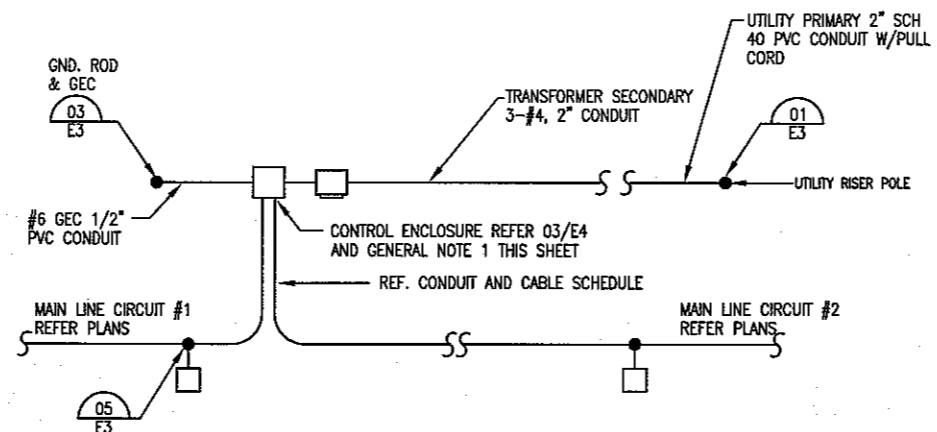 UTILITY PRIMARY 2" SCH
40 PVC CONDUIT W/PULL
CORD
GND. ROD
& GEC
03
E3
TRANSFORMER SECONDARY
3-#4, 2" CONDUIT
01
E3
UTILITY RISER POLE
#6 GEC 1/2"
PVC CONDUIT
CONTROL ENCLOSURE REFER 03/E4
AND GENERAL NOTE 1 THIS SHEET
REF. CONDUIT AND CABLE SCHEDULE
MAIN LINE CIRCUIT #1
REFER PLANS
MAIN LINE CIRCUIT #2
REFER PLANS
05
E3